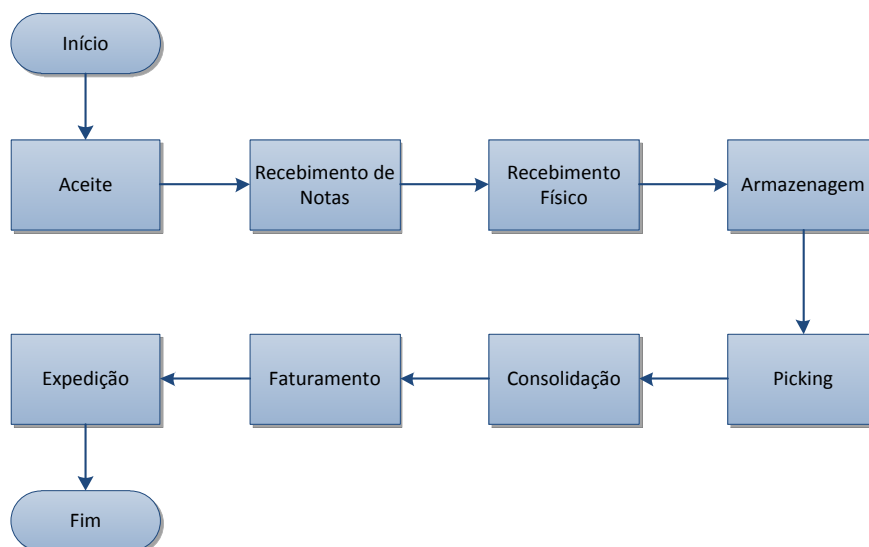 Início
Aceite
Recebimento de
Notas
Recebimento
Físico
Armazenagem
Picking
Consolidação
Faturamento
Expedição
Fim